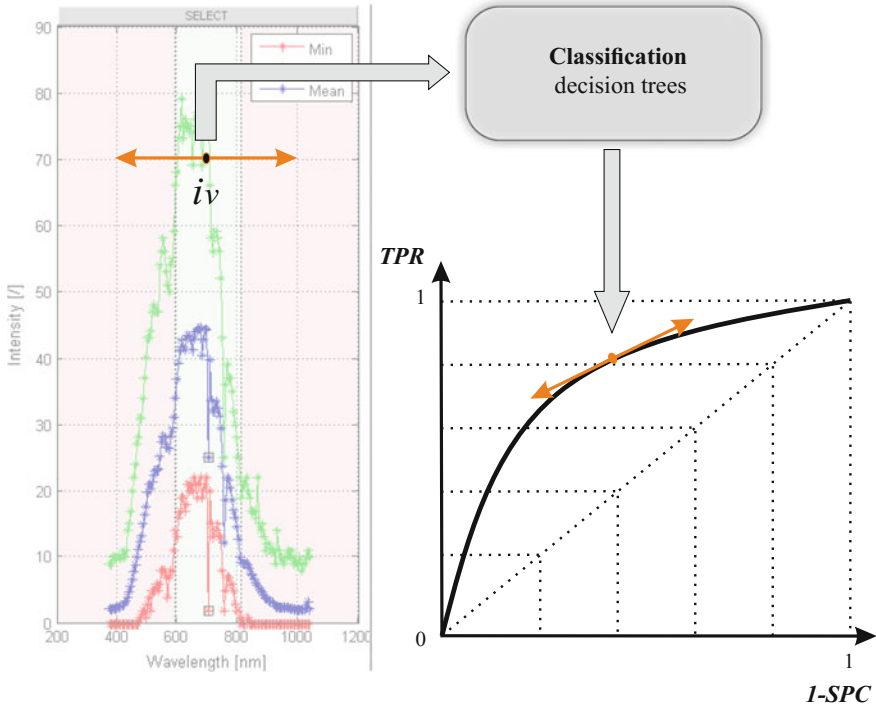 SELECT
90
80
70
60
50
40
30
20
10
0
Intensity [/]
200 400 600 800 1000 1200
Wavelength [nm]
Min
Mean
iv
Classification
decision trees
TPR
1
0
1
1-SPC